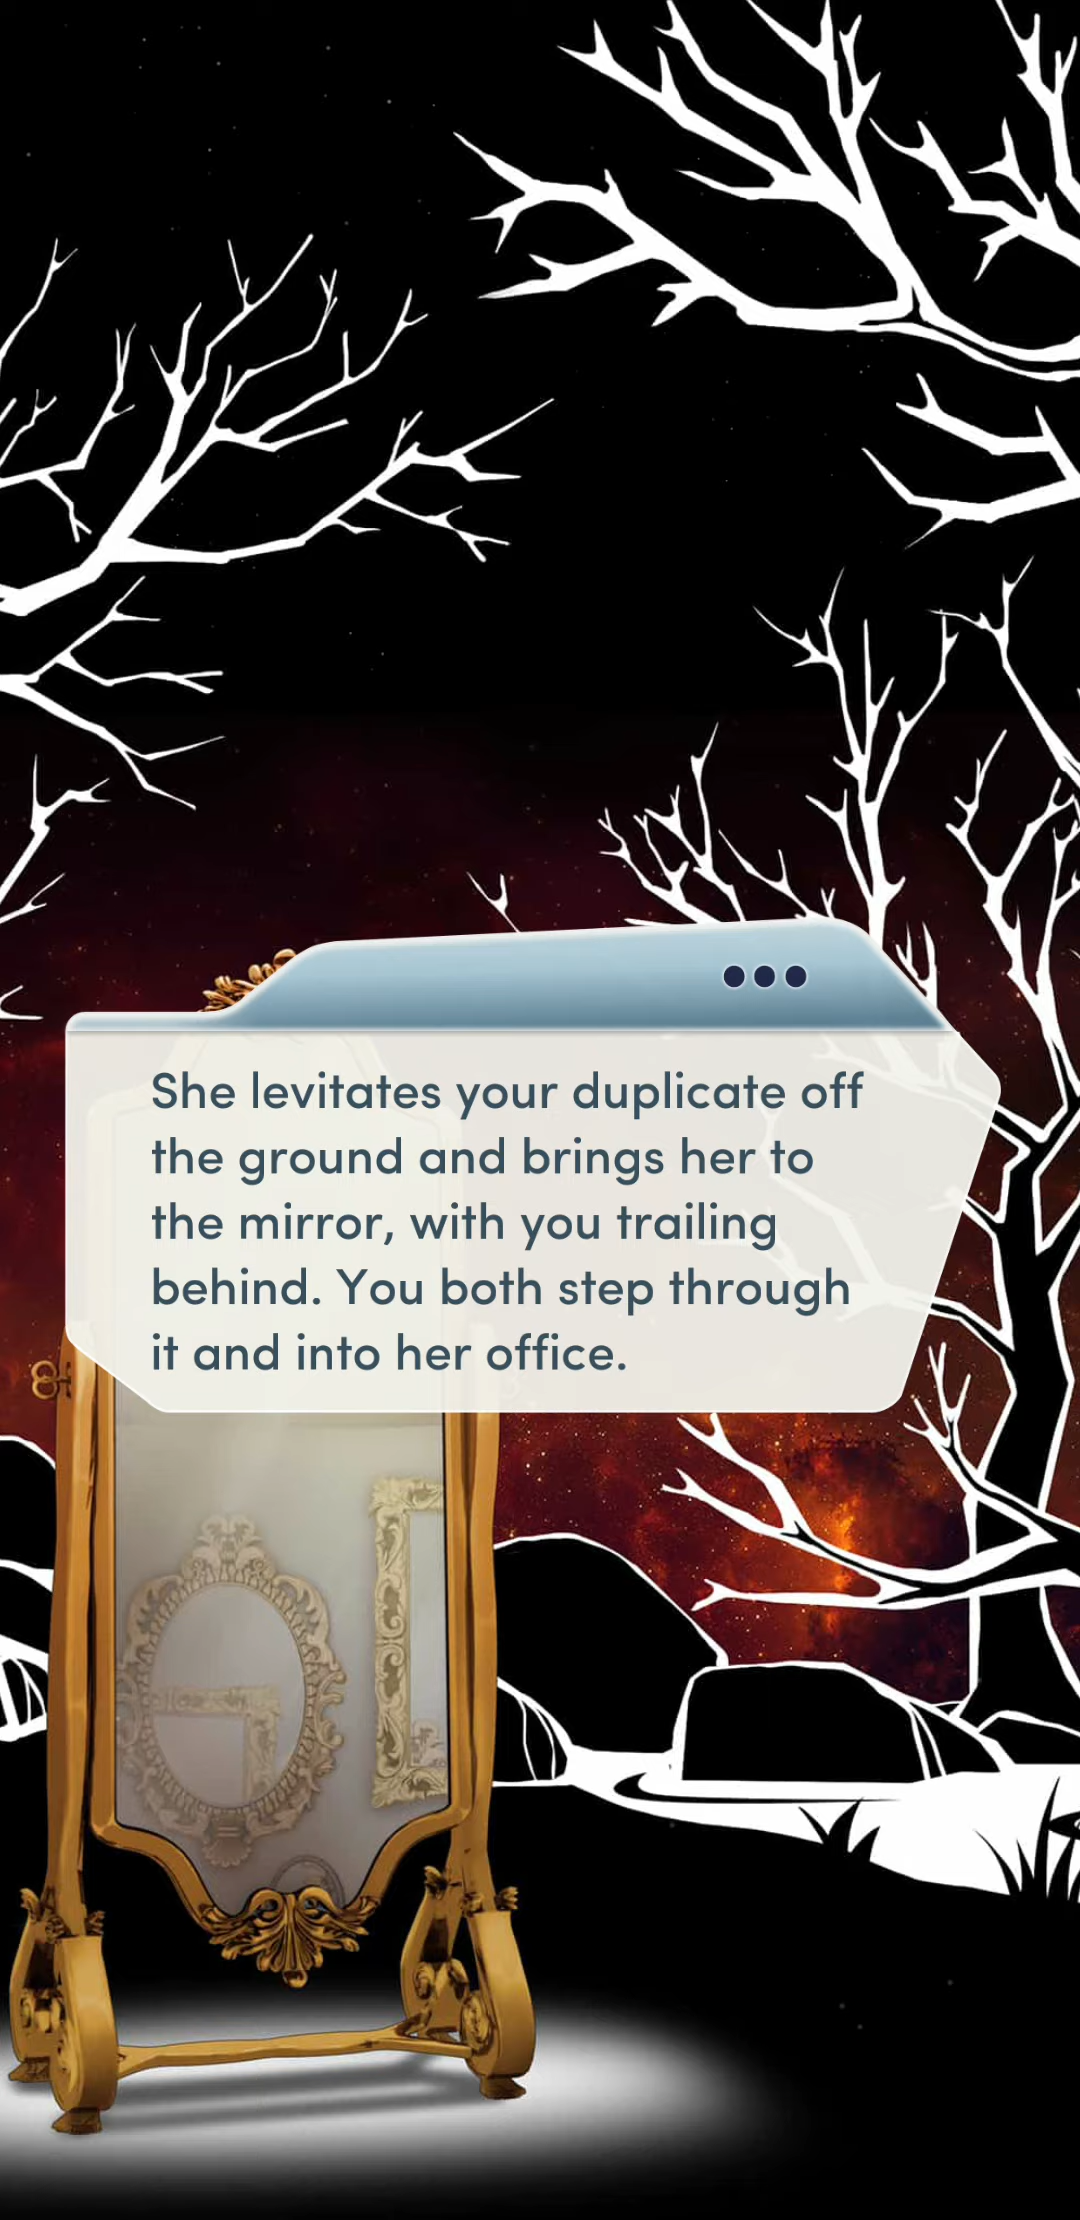 She levitates your duplicate off
the ground and brings her to
the mirror, with you trailing
behind. You both step through
it and into her office.